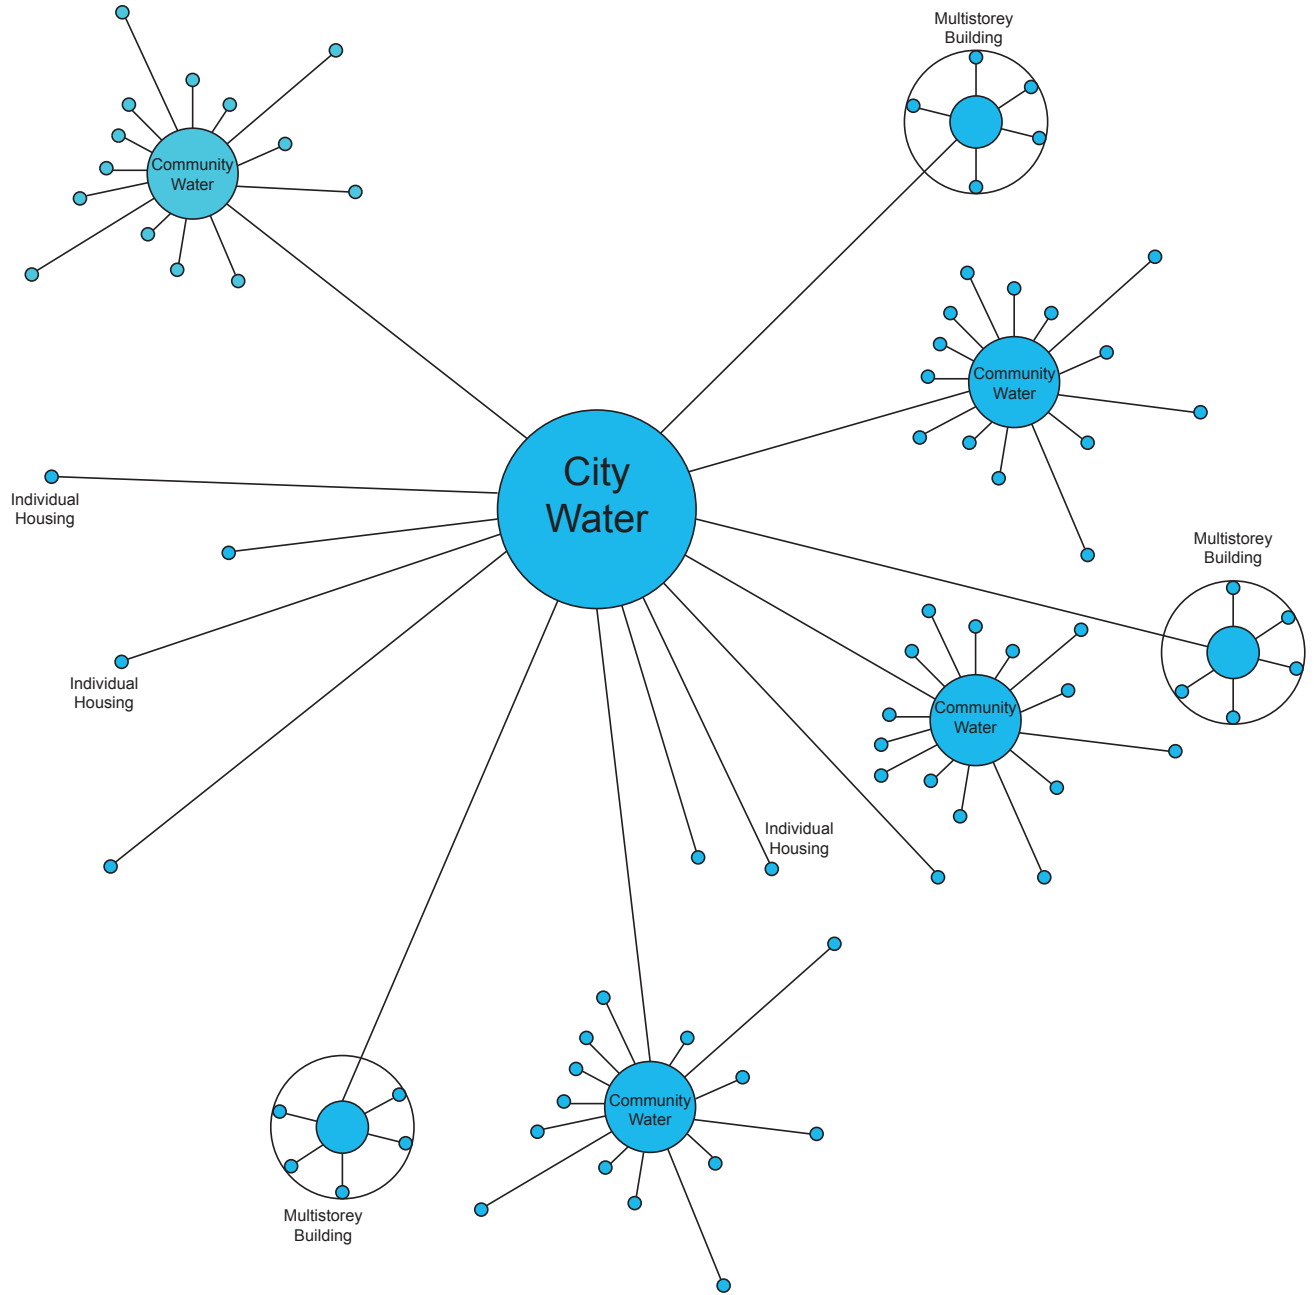 Multistorey
Building
Community
Water
Community
Water
City
Water
Individual
Housing
Multistorey
Building
Individual
Housing
Community
Water
Individual
Housing
Community
Water
Multistorey
Building